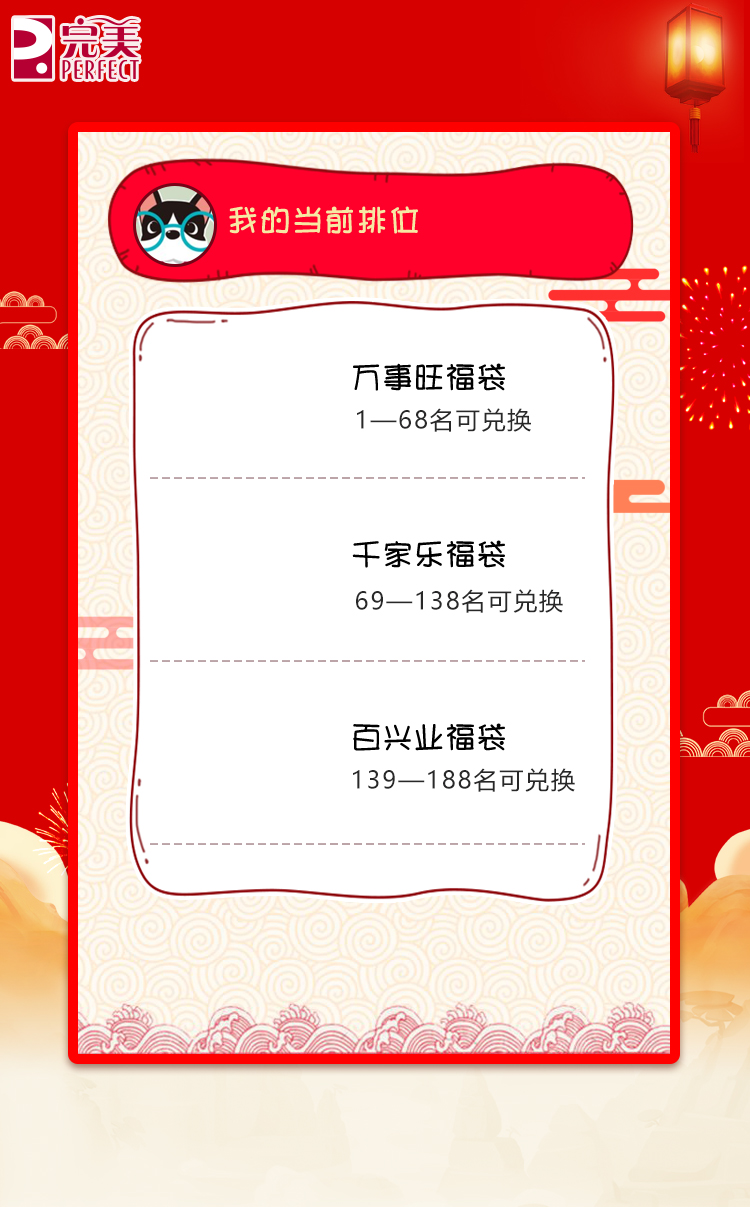 完美
PERFECT
我的当前排位
万事旺福袋
1—68名可兑换
千家乐福袋
69—138名可兑换
百兴业福袋
139—188名可兑换